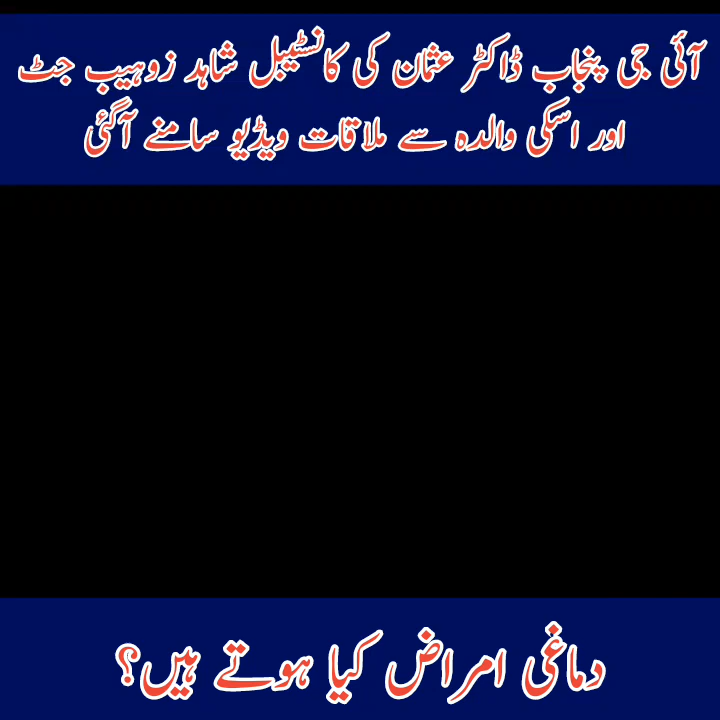 آئی جی پنجاب ڈاکٹر عثمان کی کانسٹیبل شاہد زوہیب جٹ
اور اسکی والدہ سے ملاقات ویڈیو سامنے آگئی
دماغی امراض کیا ہوتے ہیں؟